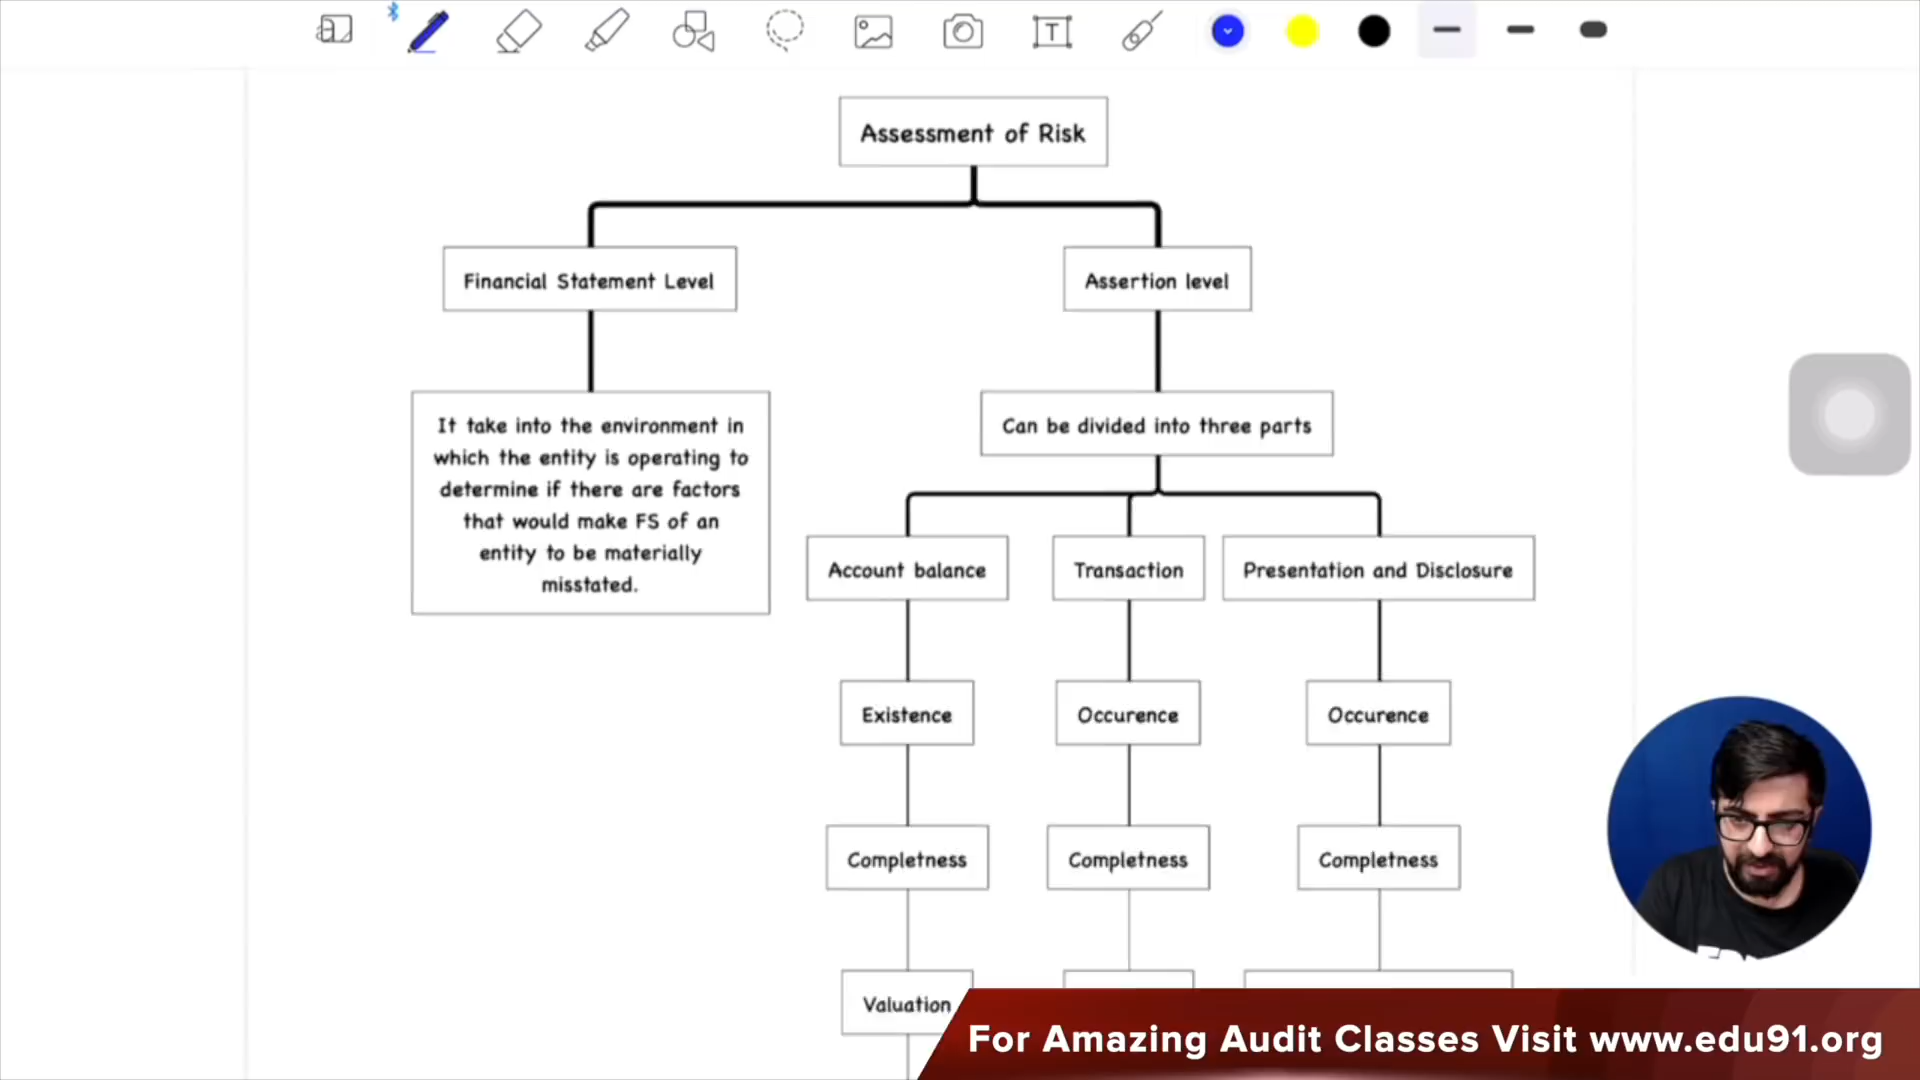 Assessment of Risk
Financial Statement Level
Assertion level
It take into the environment in
which the entity is operating to
determine if there are factors
that would make FS of an
entity to be materially
misstated.
Can be divided into three parts
Account balance
Transaction
Presentation and Disclosure
Existence
Occurence
Occurence
Completness
Completness
Completness
Valuation
For Amazing Audit Classes Visit www.edu91.org